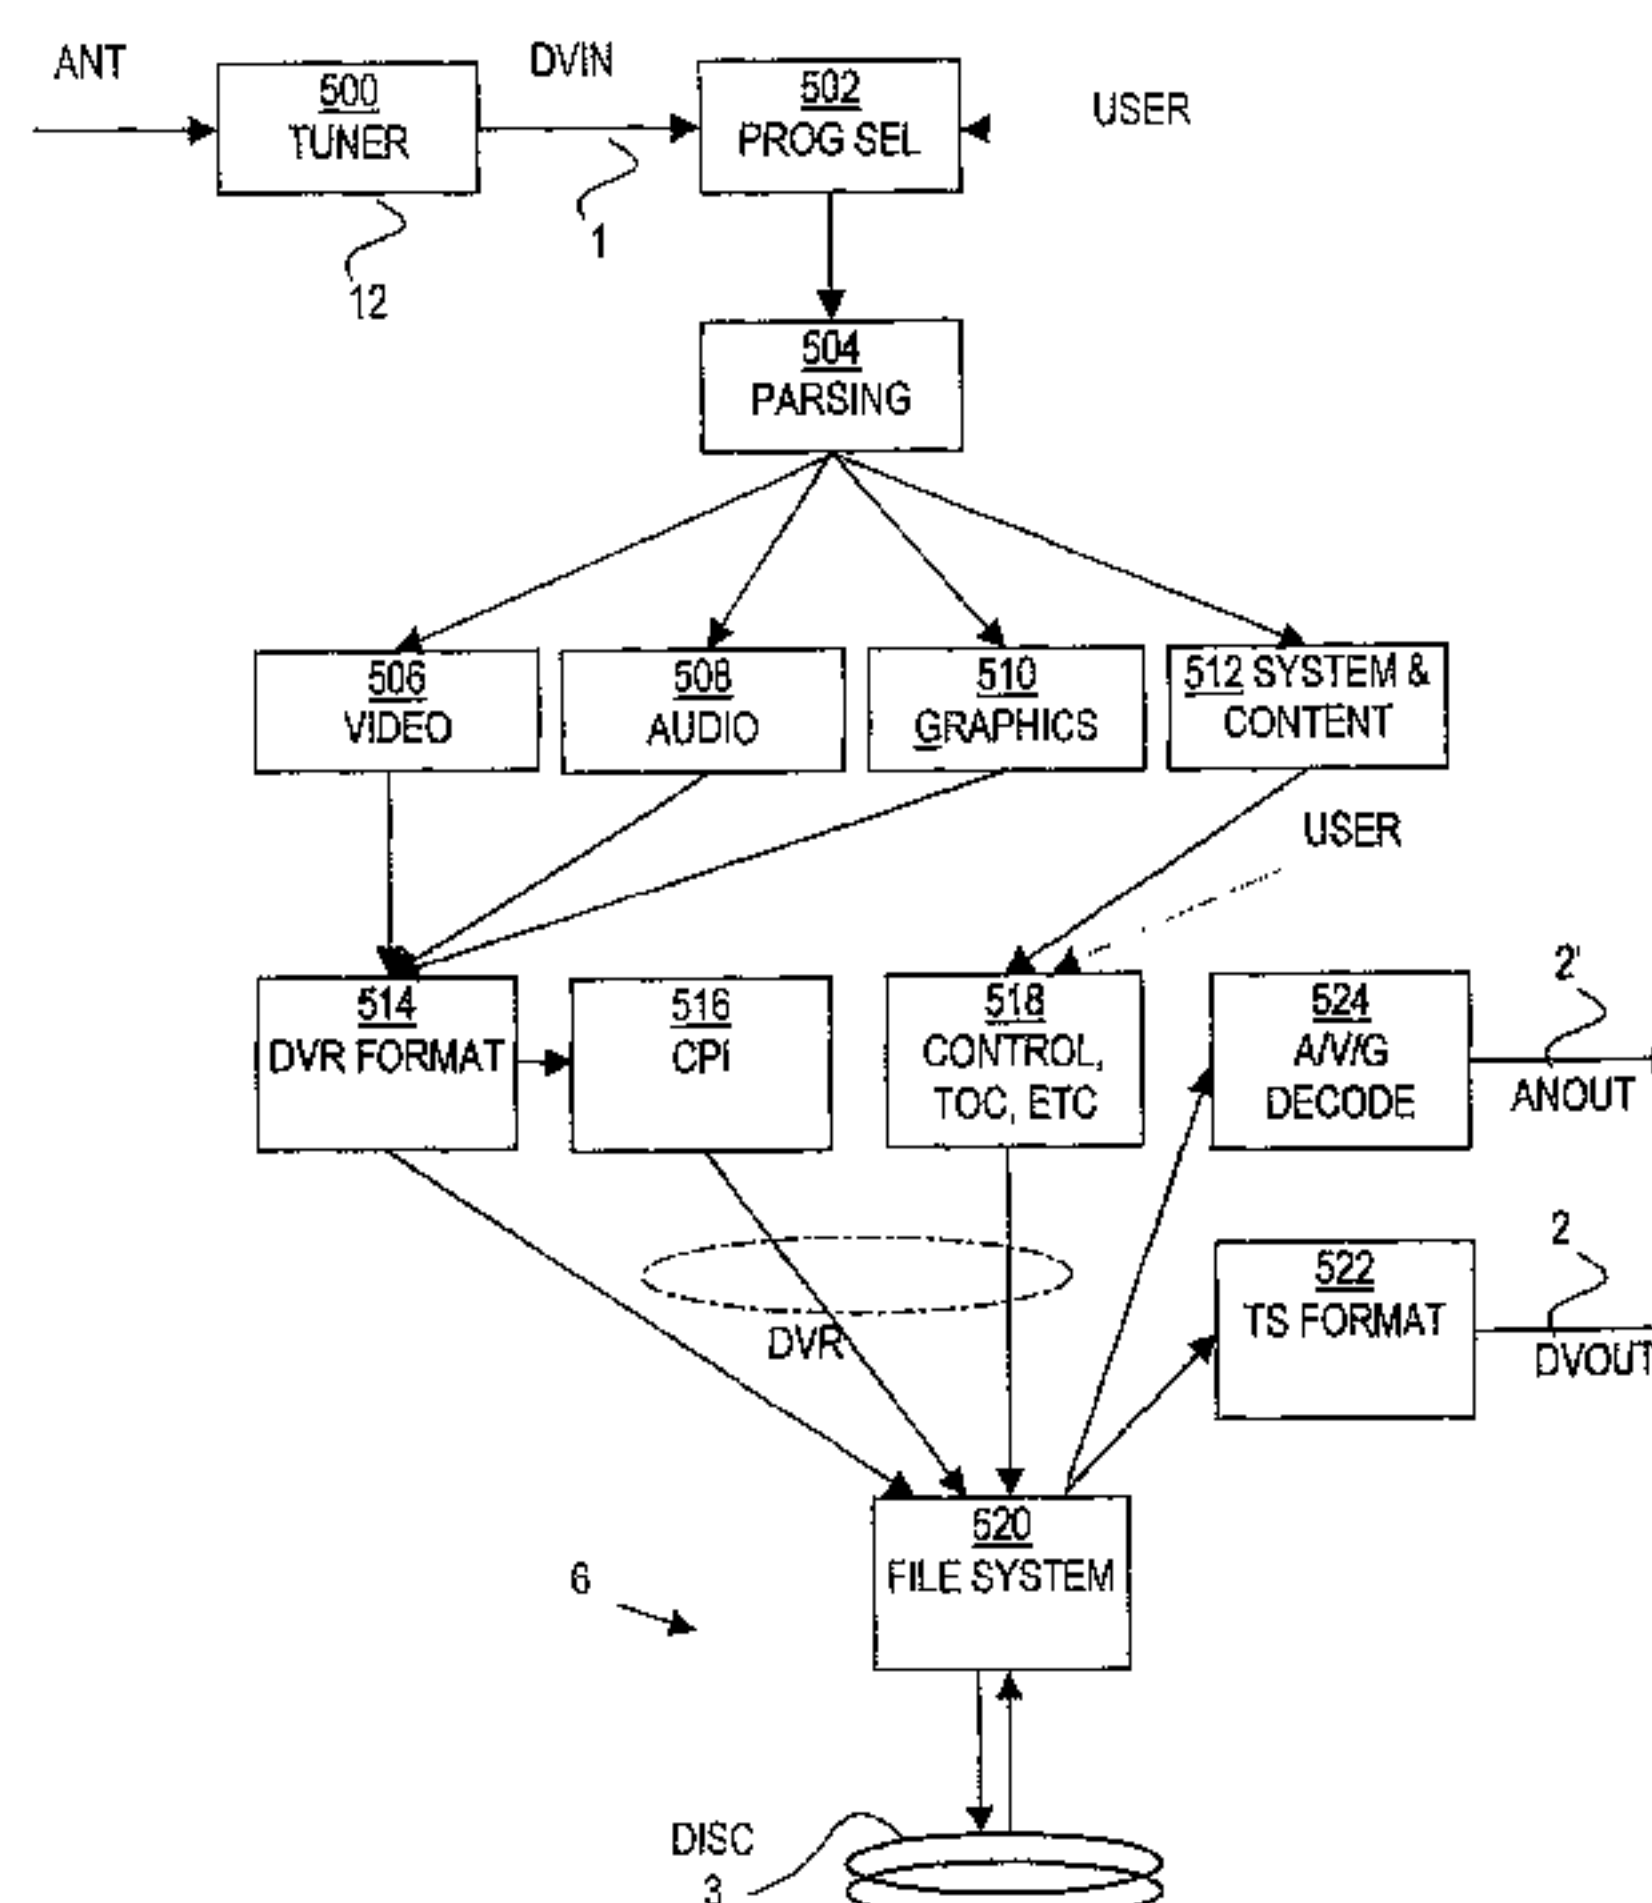 ANT
500
TUNER
12
DVIN
1
502
PROG SEL
USER
504
PARSING
506
VIDEO
508
AUDIO
510
GRAPHICS
512 SYSTEM &
CONTENT
USER
514
DVR FORMAT
516
CPI
518
CONTROL,
TOC, ETC
524
A/V/G
DECODE
2'
ANOUT
DVR
522
TS FORMAT
2
DVOUT
520
FILE SYSTEM
6
DISC
3